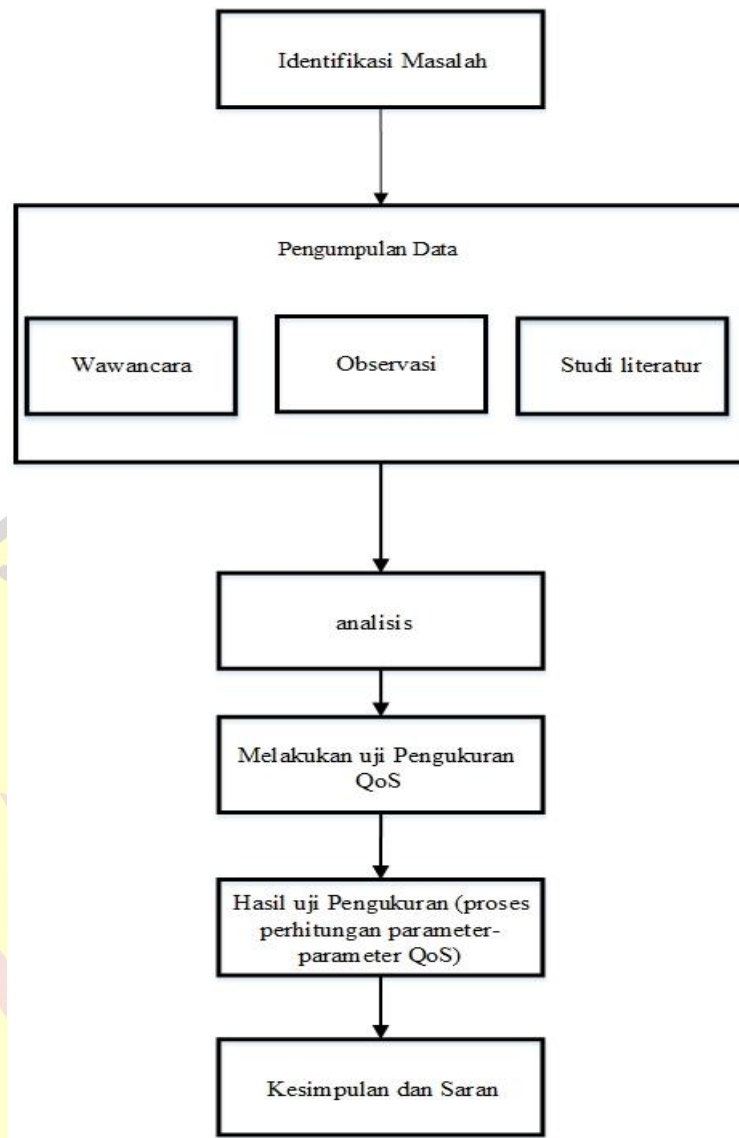 Identifikasi Masalah
Pengumpulan Data
Wawancara
Observasi
Studi literatur
analisis
Melakukan uji Pengukuran
QoS
Hasil uji Pengukuran (proses
perhitungan parameter-
parameter QoS)
Kesimpulan dan Saran